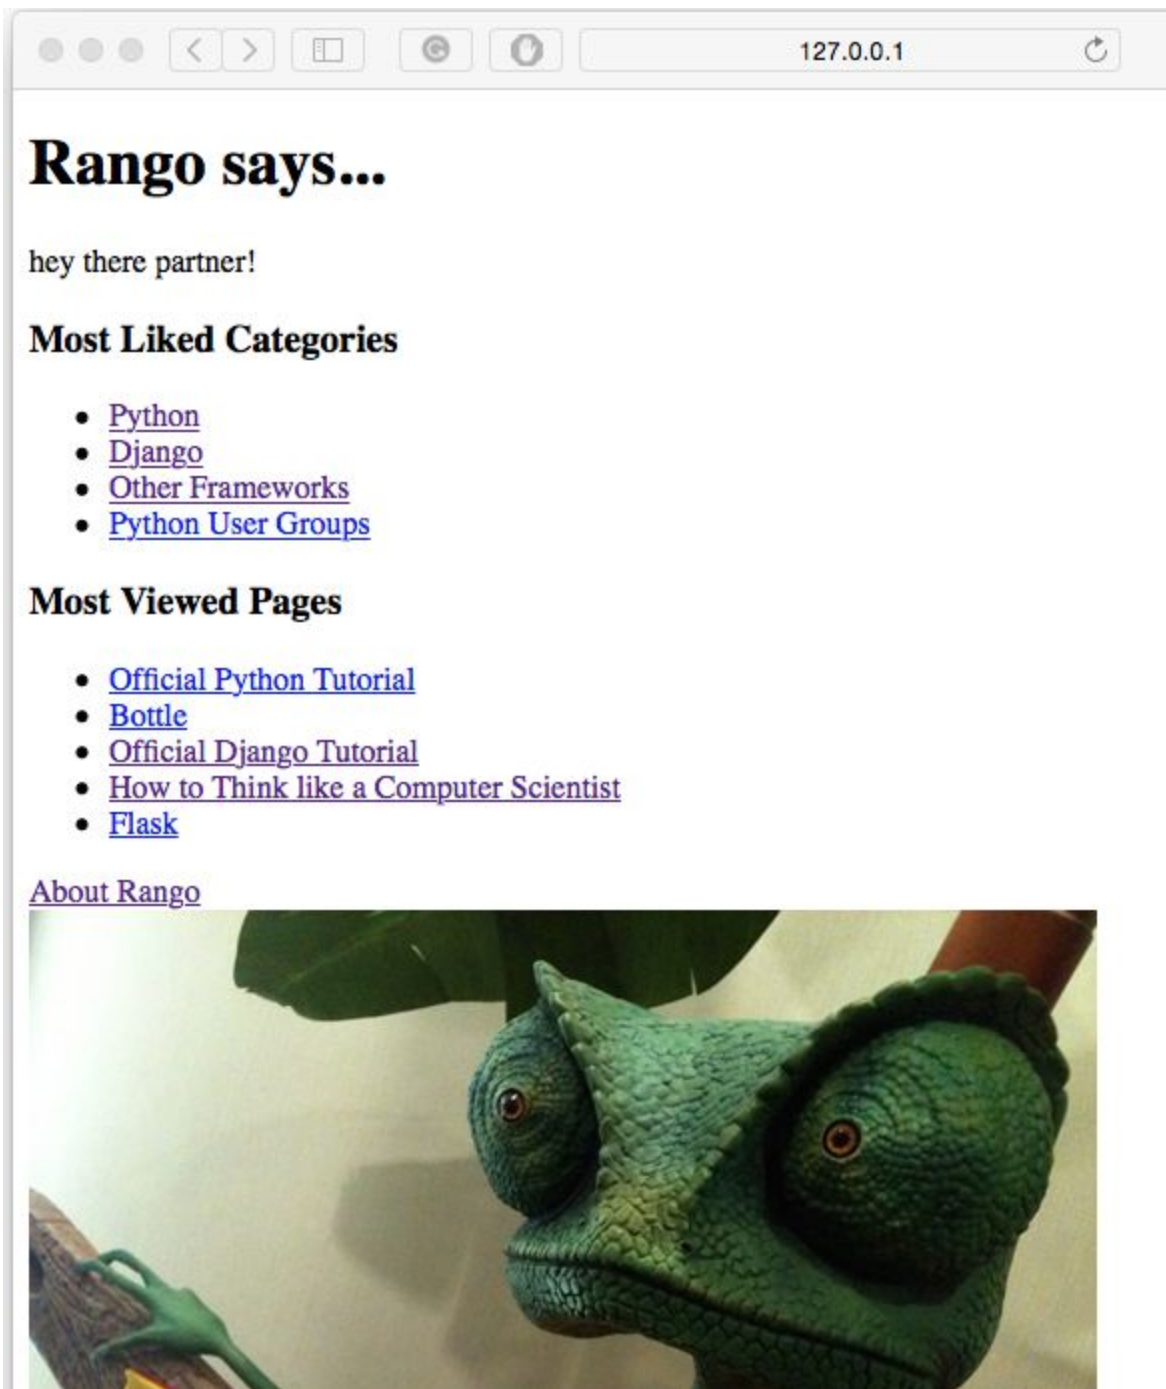 127.0.0.1
Rango says...
hey there partner!
Most Liked Categories
Python
Django
Other Frameworks
Python User Groups
Most Viewed Pages
Official Python Tutorial
Bottle
Official Django Tutorial
How to Think like a Computer Scientist
Flask
About Rango